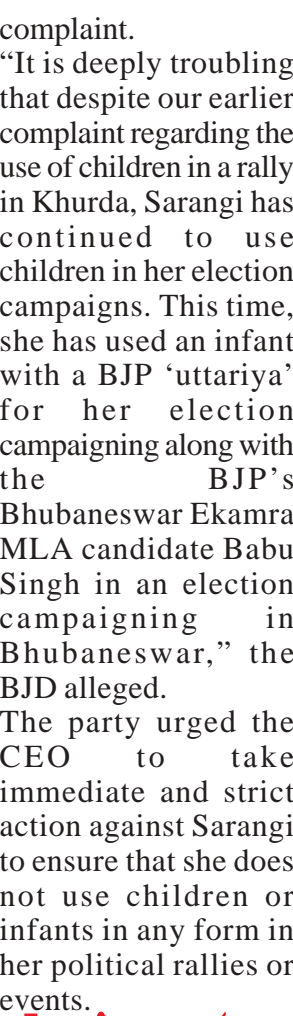 complaint.
“It is deeply troubling
that despite our earlier
complaint regarding the
use of children in a rally
in Khurda, Sarangi has
continued to use
children in her election
campaigns. This time,
she has used an infant
with a BJP ‘uttariya’
for her election
campaigning along with
the BJP’s
Bhubaneswar Ekamra
MLA candidate Babu
Singh in an election
campaigning in
Bhubaneswar,” the
BJD alleged.
The party urged the
CEO to take
immediate and strict
action against Sarangi
to ensure that she does
not use children or
infants in any form in
her political rallies or
events.